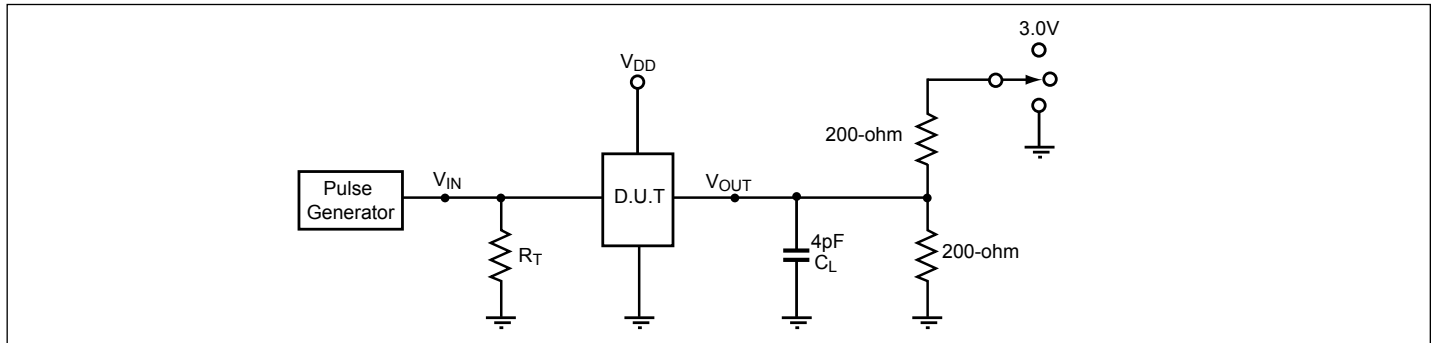 3.0V
VDD
200-ohm
Pulse
Generator
VIN
D.U.T
VOUT
4pF
CL
RT
200-ohm